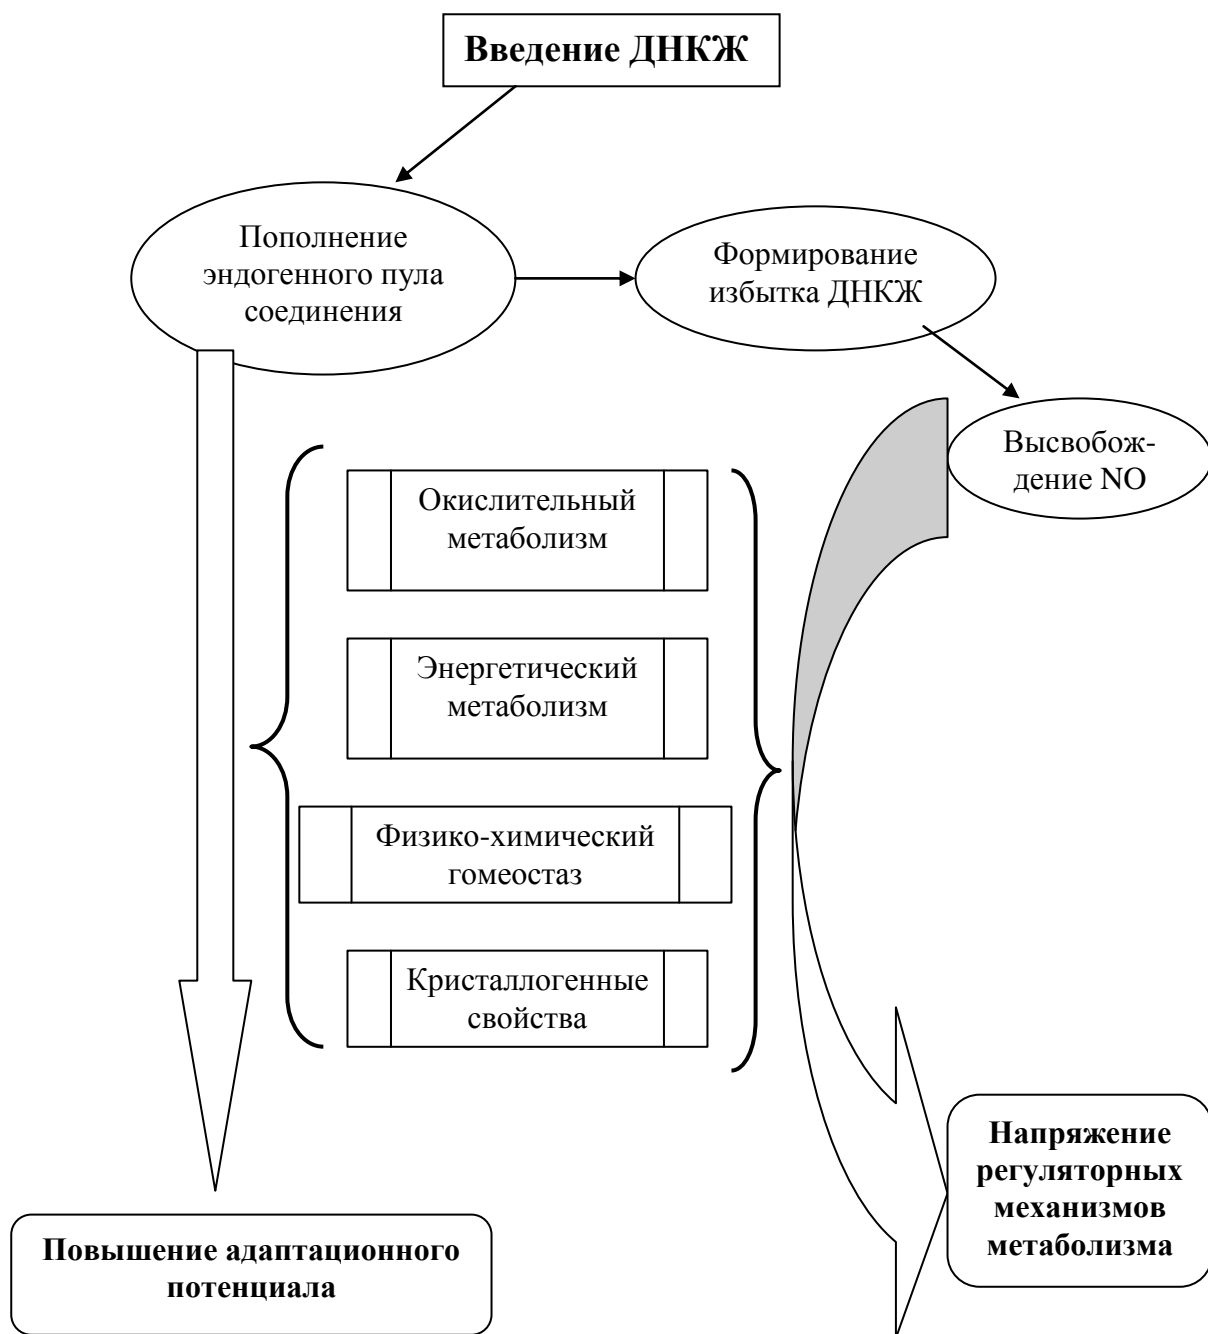 Введение ДНКЖ
Пополнение
эндогенного пула
соединения
Формирование
избытка ДНКЖ
Высвобож-
дение NO
Окислительный
метаболизм
Энергетический
метаболизм
Физико-химический
гомеостаз
Кристаллогенные
свойства
Напряжение
регуляторных
механизмов
метаболизма
Повышение адаптационного
потенциала